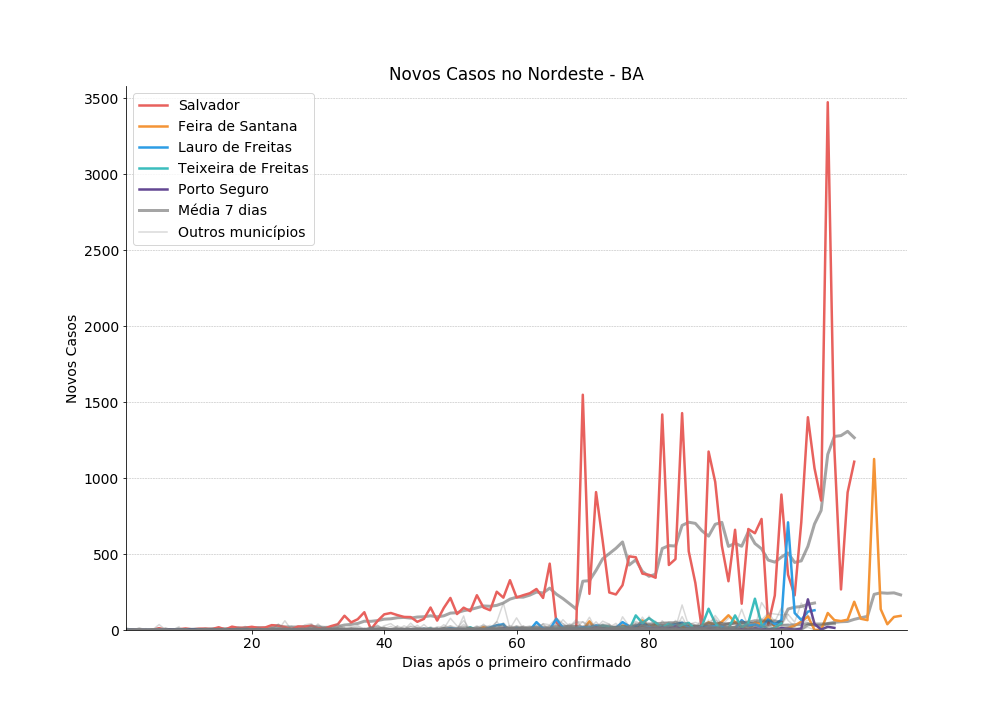 Novos Casos no Nordeste - BA
Salvador
Feira de Santana
Lauro de Freitas
Teixeira de Freitas
Porto Seguro
Média 7 dias
Outros municípios
3500
3000
2500
2000
1500
1000
500
0
Novos Casos
20 40 60 80 100
Dias após o primeiro confirmado